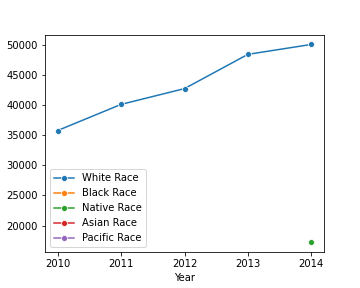 50000
45000
40000
35000
30000
25000
20000
White Race
Black Race
Native Race
Asian Race
Pacific Race
2010 2011 2012 2013 2014
Year